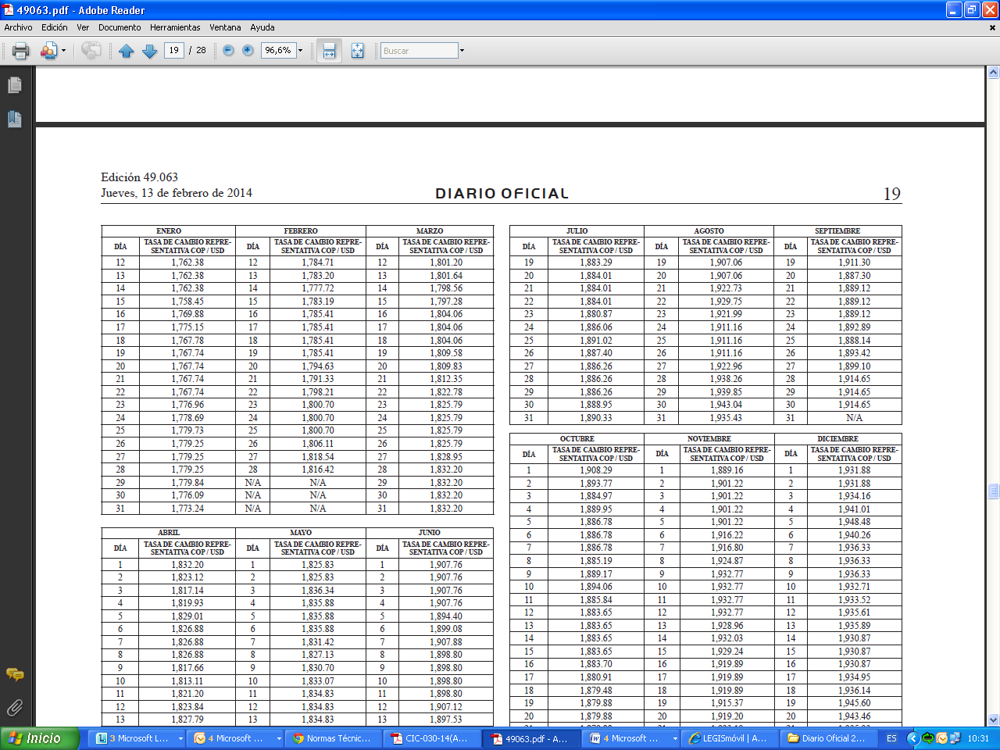 49063.pdf - Adobe Reader
Archivo Edición Ver Documento Herramientas Ventana Ayuda
19 / 28 96,6% Buscar
Edición 49.063
Jueves, 13 de febrero de 2014 DIARIO OFICIAL 19
ENERO FEBRERO MARZO
DÍA TASA DE CAMBIO REPRE-SENTATIVA COP / USD DÍA TASA DE CAMBIO REPRE-SENTATIVA COP / USD DÍA TASA DE CAMBIO REPRE-SENTATIVA COP / USD
12 1,762.38 12 1,784.71 12 1,801.20
13 1,762.38 13 1,783.20 13 1,801.64
14 1,762.38 14 1,777.72 14 1,798.56
15 1,758.45 15 1,783.19 15 1,797.28
16 1,769.88 16 1,785.41 16 1,804.06
17 1,775.15 17 1,785.41 17 1,804.06
18 1,767.78 18 1,785.41 18 1,804.06
19 1,767.74 19 1,785.41 19 1,809.58
20 1,767.74 20 1,794.63 20 1,809.83
21 1,767.74 21 1,791.33 21 1,812.35
22 1,767.74 22 1,798.21 22 1,822.78
23 1,776.96 23 1,800.70 23 1,825.79
24 1,778.69 24 1,800.70 24 1,825.79
25 1,779.73 25 1,800.70 25 1,825.79
26 1,779.25 26 1,806.11 26 1,825.79
27 1,779.25 27 1,818.54 27 1,828.95
28 1,779.25 28 1,816.42 28 1,832.20
29 1,779.84 N/A N/A 29 1,832.20
30 1,776.09 N/A N/A 30 1,832.20
31 1,773.24 N/A N/A 31 1,832.20
ABRIL MAYO JUNIO
DÍA TASA DE CAMBIO REPRE-SENTATIVA COP / USD DÍA TASA DE CAMBIO REPRE-SENTATIVA COP / USD DÍA TASA DE CAMBIO REPRE-SENTATIVA COP / USD
1 1,832.20 1 1,825.83 1 1,907.76
2 1,823.12 2 1,825.83 2 1,907.76
3 1,817.14 3 1,836.34 3 1,907.76
4 1,819.93 4 1,835.88 4 1,907.76
5 1,829.01 5 1,835.88 5 1,894.40
6 1,826.88 6 1,835.88 6 1,899.08
7 1,826.88 7 1,831.42 7 1,907.88
8 1,826.88 8 1,827.13 8 1,898.80
9 1,817.66 9 1,830.70 9 1,898.80
10 1,813.11 10 1,833.07 10 1,898.80
11 1,821.20 11 1,834.83 11 1,898.80
12 1,823.84 12 1,834.83 12 1,907.12
13 1,827.79 13 1,834.83 13 1,897.53
JULIO AGOSTO SEPTIEMBRE
DÍA TASA DE CAMBIO REPRE-SENTATIVA COP / USD DÍA TASA DE CAMBIO REPRE-SENTATIVA COP / USD DÍA TASA DE CAMBIO REPRE-SENTATIVA COP / USD
19 1,883.29 19 1,907.06 19 1,911.30
20 1,884.01 20 1,907.06 20 1,887.30
21 1,884.01 21 1,922.73 21 1,889.12
22 1,884.01 22 1,929.75 22 1,889.12
23 1,880.87 23 1,921.99 23 1,889.12
24 1,886.06 24 1,911.16 24 1,892.89
25 1,891.02 25 1,911.16 25 1,888.14
26 1,887.40 26 1,911.16 26 1,893.42
27 1,886.26 27 1,922.96 27 1,899.10
28 1,886.26 28 1,938.26 28 1,914.65
29 1,886.26 29 1,939.85 29 1,914.65
30 1,888.95 30 1,943.04 30 1,914.65
31 1,890.33 31 1,935.43 31 N/A
OCTUBRE NOVIEMBRE DICIEMBRE
DÍA TASA DE CAMBIO REPRE-SENTATIVA COP / USD DÍA TASA DE CAMBIO REPRE-SENTATIVA COP / USD DÍA TASA DE CAMBIO REPRE-SENTATIVA COP / USD
1 1,908.29 1 1,889.16 1 1,931.88
2 1,893.77 2 1,901.22 2 1,931.88
3 1,884.97 3 1,901.22 3 1,934.16
4 1,889.95 4 1,901.22 4 1,941.01
5 1,886.78 5 1,901.22 5 1,948.48
6 1,886.78 6 1,916.22 6 1,940.26
7 1,886.78 7 1,916.80 7 1,936.33
8 1,885.19 8 1,924.87 8 1,936.33
9 1,889.17 9 1,932.77 9 1,936.33
10 1,894.06 10 1,932.77 10 1,932.71
11 1,885.84 11 1,932.77 11 1,933.52
12 1,883.65 12 1,932.77 12 1,935.61
13 1,883.65 13 1,928.96 13 1,935.89
14 1,883.65 14 1,932.03 14 1,930.87
15 1,883.65 15 1,929.24 15 1,930.87
16 1,883.70 16 1,919.89 16 1,930.87
17 1,880.91 17 1,919.89 17 1,934.95
18 1,879.48 18 1,919.89 18 1,936.14
19 1,879.88 19 1,915.37 19 1,945.60
20 1,879.88 20 1,919.20 20 1,943.46
Inicio 3 Microsoft L... 4 Microsoft ... Normas Técnic... CIC-030-14(A... 49063.pdf - A... 4 Microsoft ... LEGISmóvil | A... Diario Oficial 2... ES 10:31